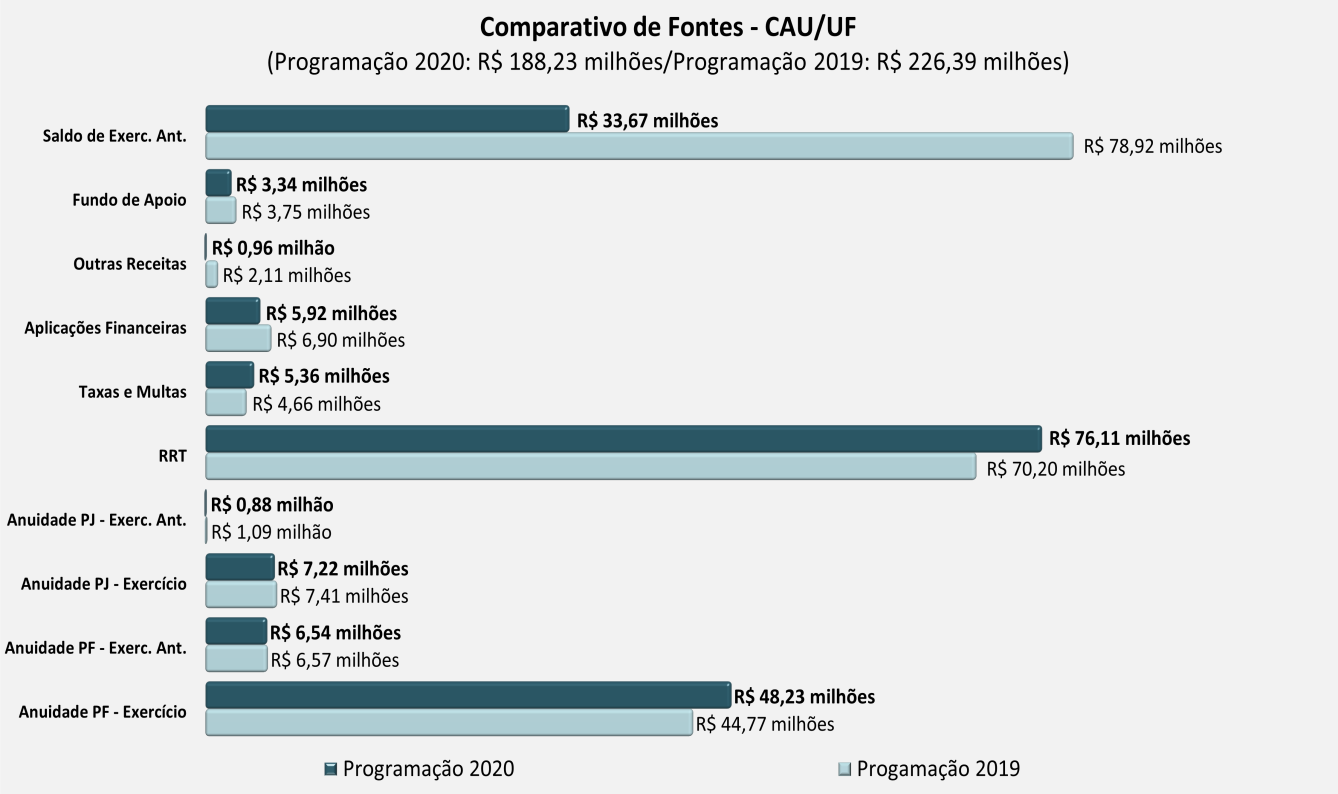 Comparativo de Fontes - CAU/UF
(Programação 2020: R$ 188,23 milhões/Programação 2019: R$ 226,39 milhões)
Saldo de Exerc. Ant.
R$ 33,67 milhões
R$ 78,92 milhões
Fundo de Apoio
R$ 3,34 milhões
R$ 3,75 milhões
Outras Receitas
R$ 0,96 milhão
R$ 2,11 milhões
Aplicações Financeiras
R$ 5,92 milhões
R$ 6,90 milhões
Taxas e Multas
R$ 5,36 milhões
R$ 4,66 milhões
RRT
R$ 76,11 milhões
R$ 70,20 milhões
Anuidade PJ - Exerc. Ant.
R$ 0,88 milhão
R$ 1,09 milhão
Anuidade PJ - Exercício
R$ 7,22 milhões
R$ 7,41 milhões
Anuidade PF - Exerc. Ant.
R$ 6,54 milhões
R$ 6,57 milhões
Anuidade PF - Exercício
R$ 48,23 milhões
R$ 44,77 milhões
Programação 2020
Progamação 2019